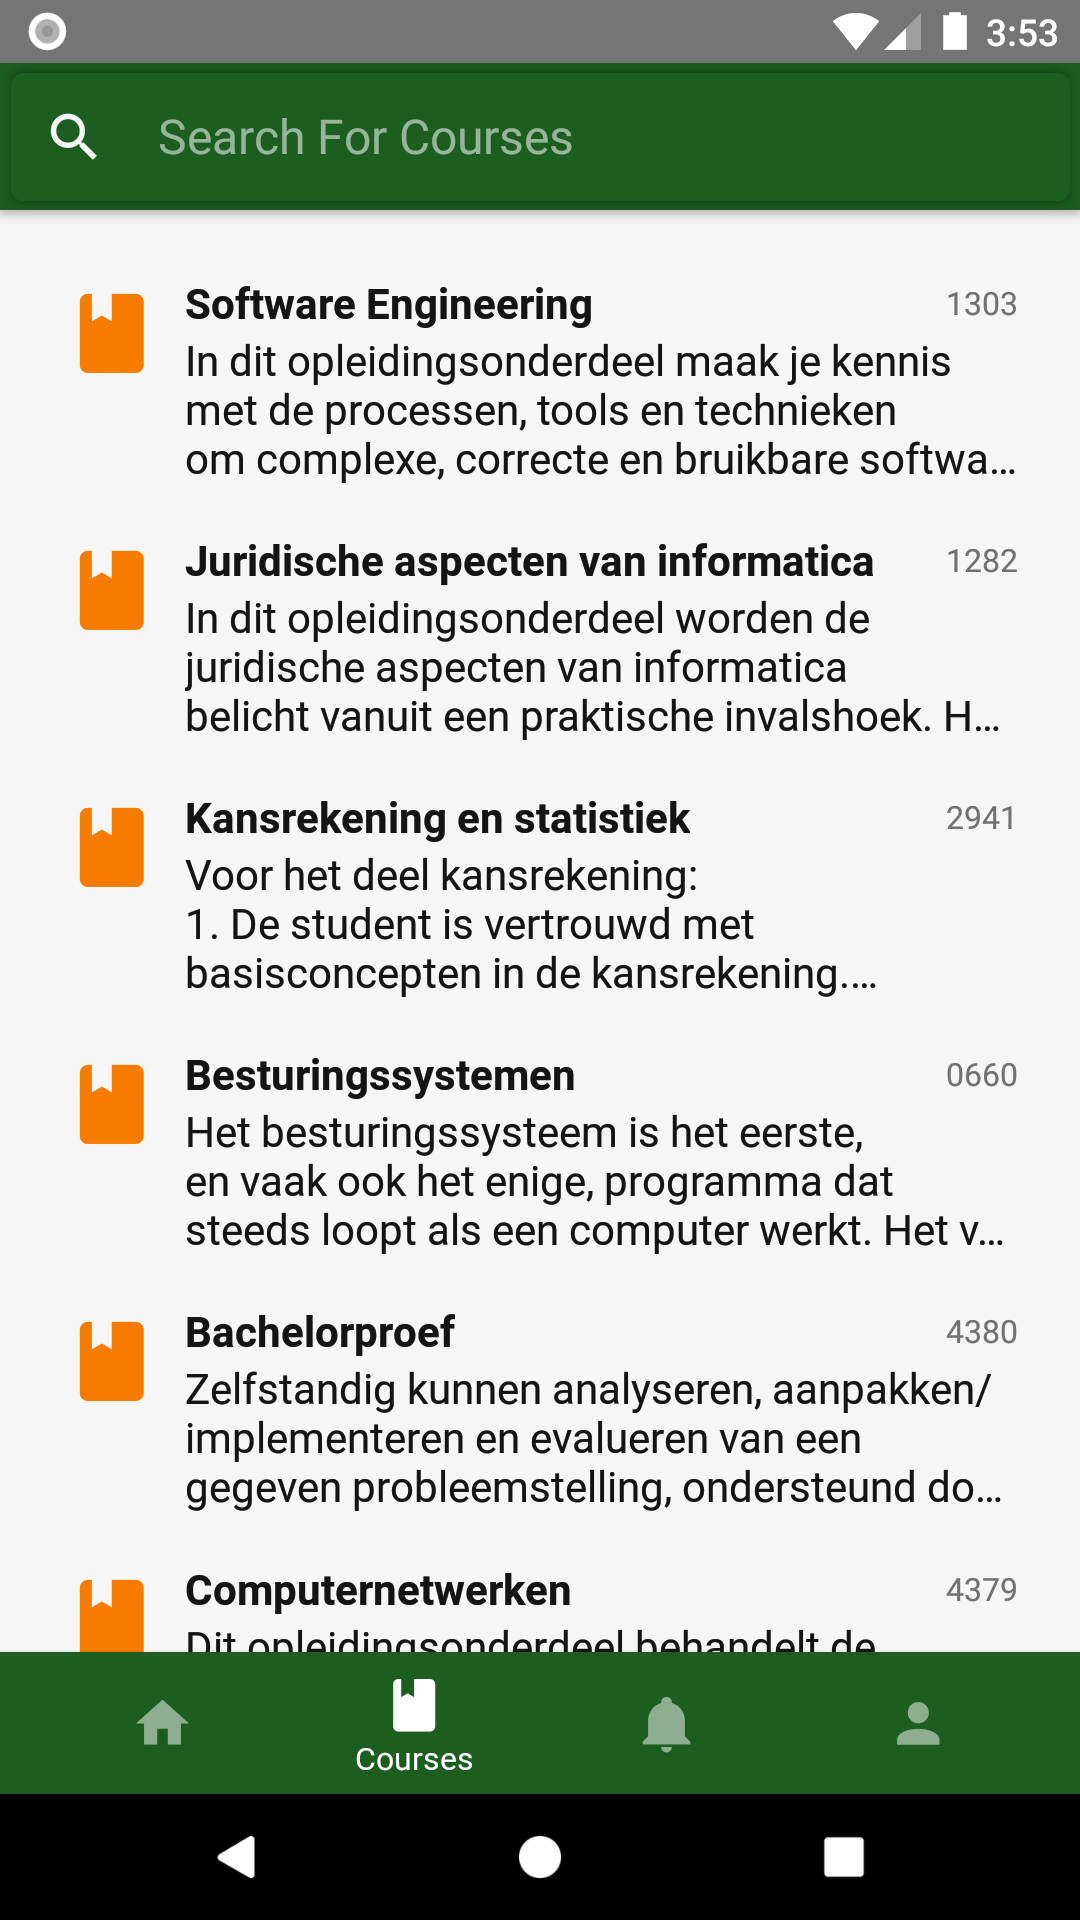 3:53
Search For Courses
Software Engineering 1303
In dit opleidingsonderdeel maak je kennis
met de processen, tools en technieken
om complexe, correcte en bruikbare softwa...
Juridische aspecten van informatica 1282
In dit opleidingsonderdeel worden de
juridische aspecten van informatica
belicht vanuit een praktische invalshoek. H...
Kansrekening en statistiek 2941
Voor het deel kansrekening:
1. De student is vertrouwd met
basisconcepten in de kansrekening....
Besturingssystemen 0660
Het besturingssysteem is het eerste,
en vaak ook het enige, programma dat
steeds loopt als een computer werkt. Het v...
Bachelorproef 4380
Zelfstandig kunnen analyseren, aanpakken/
implementeren en evalueren van een
gegeven probleemstelling, ondersteund do...
Computernetwerken 4379
Dit opleidingsonderdeel behandelt de
Courses